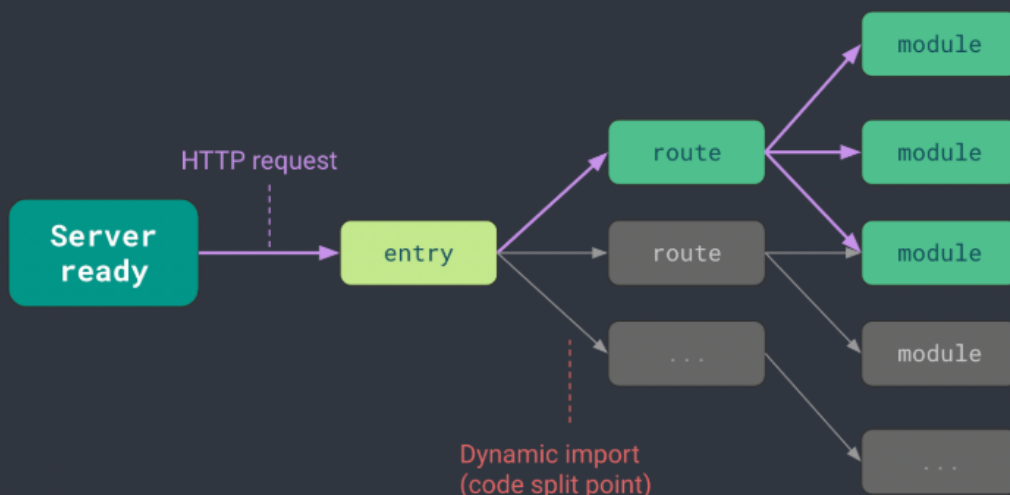 module
HTTP request
route
module
Server
ready
entry
route
module
...
module
Dynamic import
(code split point)
...